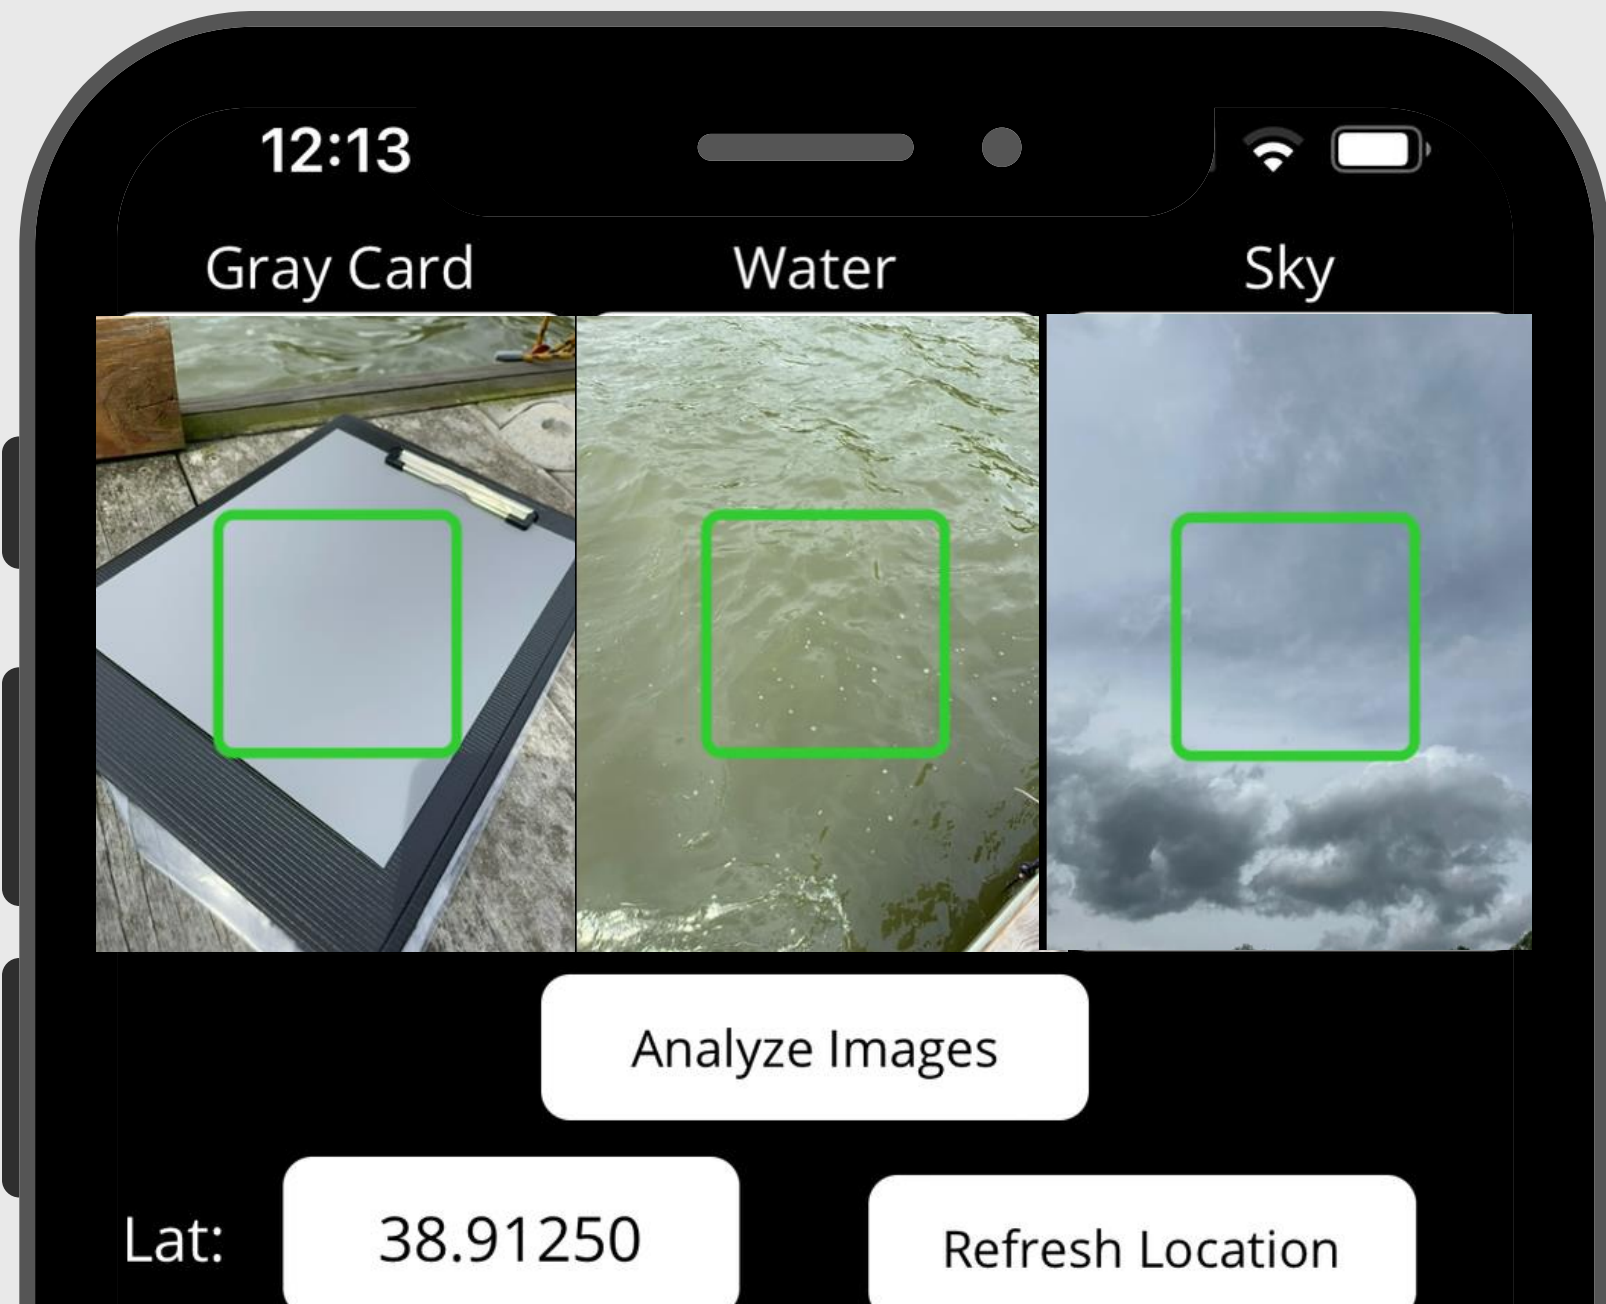 12:13
Gray Card
Water
Sky
Analyze Images
Lat:
38.91250
Refresh Location